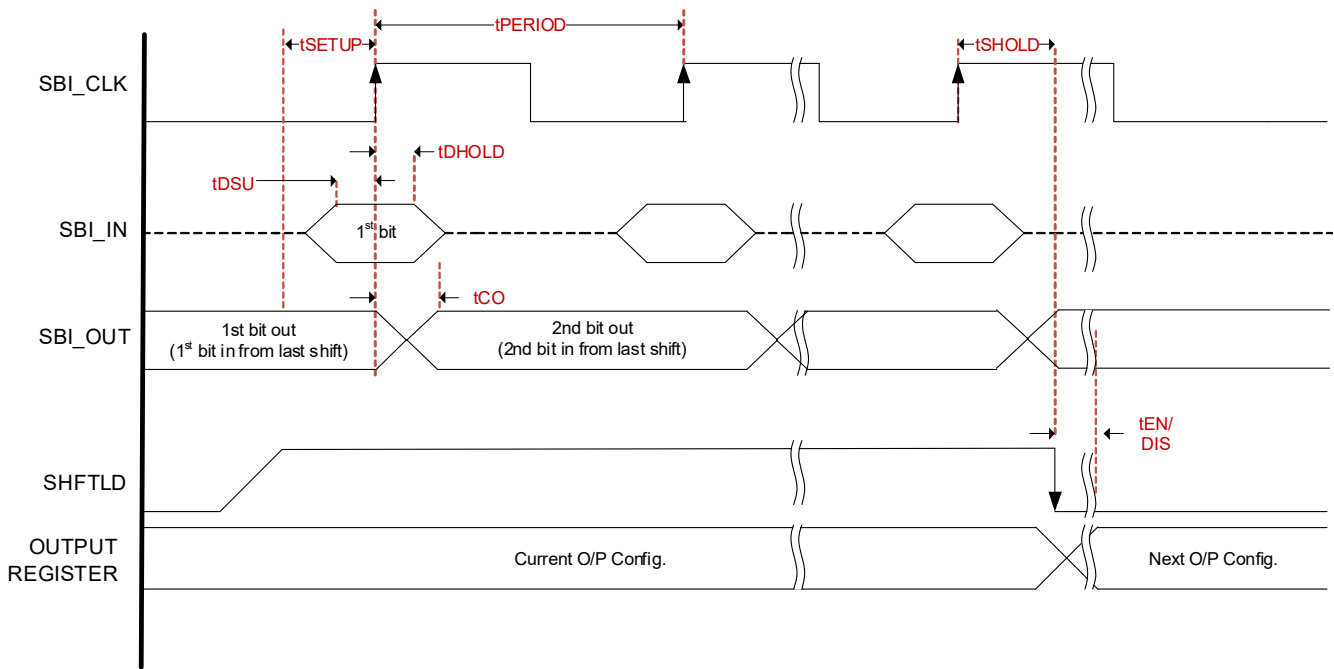 tPERIOD
tSETUP
tSHOLD
SBI_CLK
tDHOLD
tDSU
SBI_IN
1st bit
tCO
SBI_OUT
1st bit out
(1st bit in from last shift)
2nd bit out
(2nd bit in from last shift)
tEN/
DIS
SHFTLD
OUTPUT
REGISTER
Current O/P Config.
Next O/P Config.